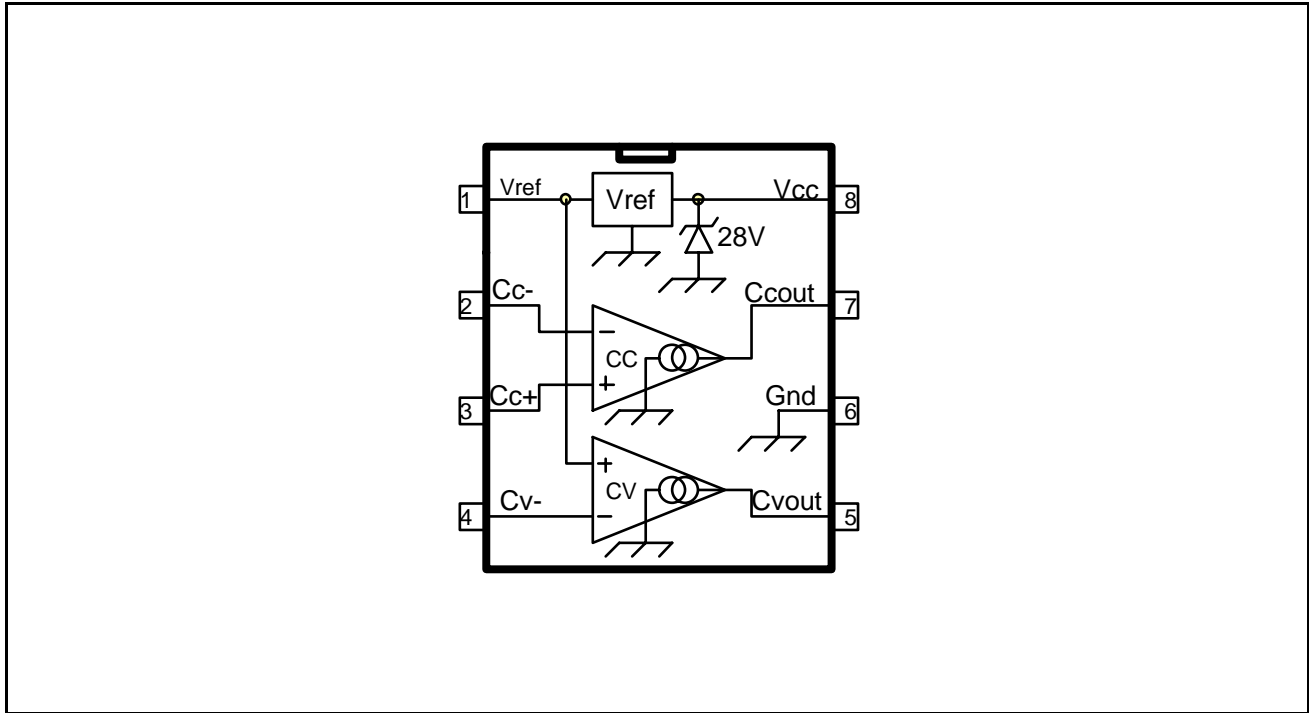 1 Vref Vref Vcc 8
28V
2 Cc- Ccout 7
CC
3 Cc+ Gnd 6
CV
4 Cv- Cvout 5